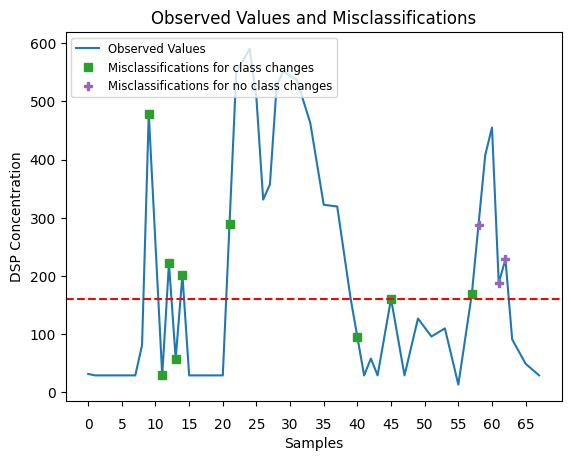 Observed Values and Misclassifications
Observed Values
Misclassifications for class changes
Misclassifications for no class changes
600
500
400
300
200
100
0
DSP Concentration
0 5 10 15 20 25 30 35 40 45 50 55 60 65
Samples